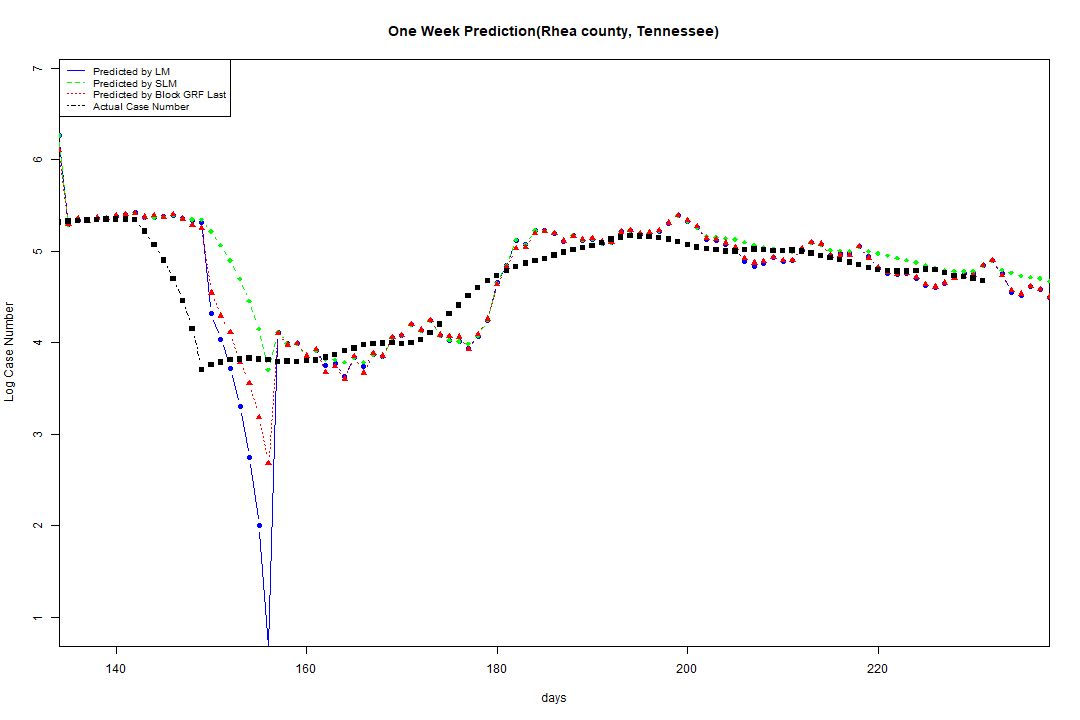 One Week Prediction(Rhea county, Tennessee)
Predicted by LM
Predicted by SLM
Predicted by Block GRF Last
Actual Case Number
Log Case Number
7
6
5
4
3
2
1
140 160 180 200 220
days